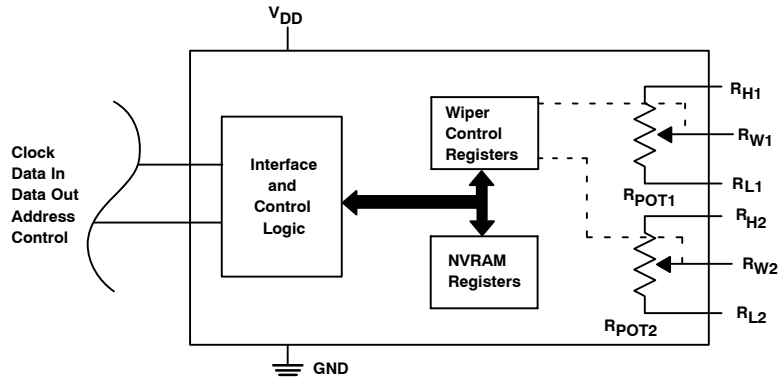 VDD
Clock
Data In
Data Out
Address
Control
Interface
and
Control
Logic
Wiper
Control
Registers
NVRAM
Registers
RH1
RW1
RL1
RPOT1
RH2
RW2
RL2
RPOT2
GND